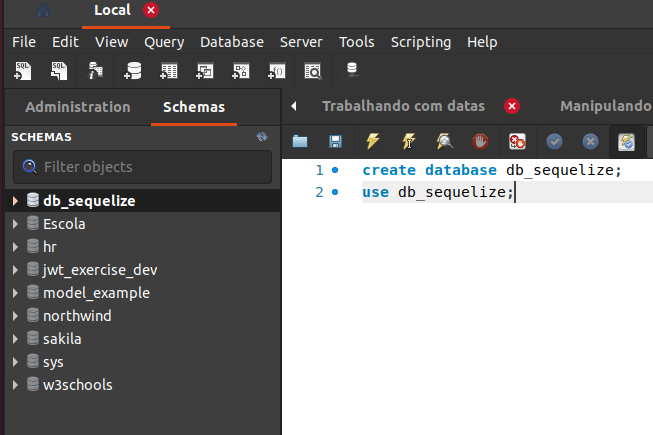 Local
File Edit View Query Database Server Tools Scripting Help
Administration Schemas
SCHEMAS
Filter objects
db_sequelize
Escola
hr
jwt_exercise_dev
model_example
northwind
sakila
sys
w3schools
Trabalhando com datas Manipulando
1 create database db_sequelize;
2 use db_sequelize;